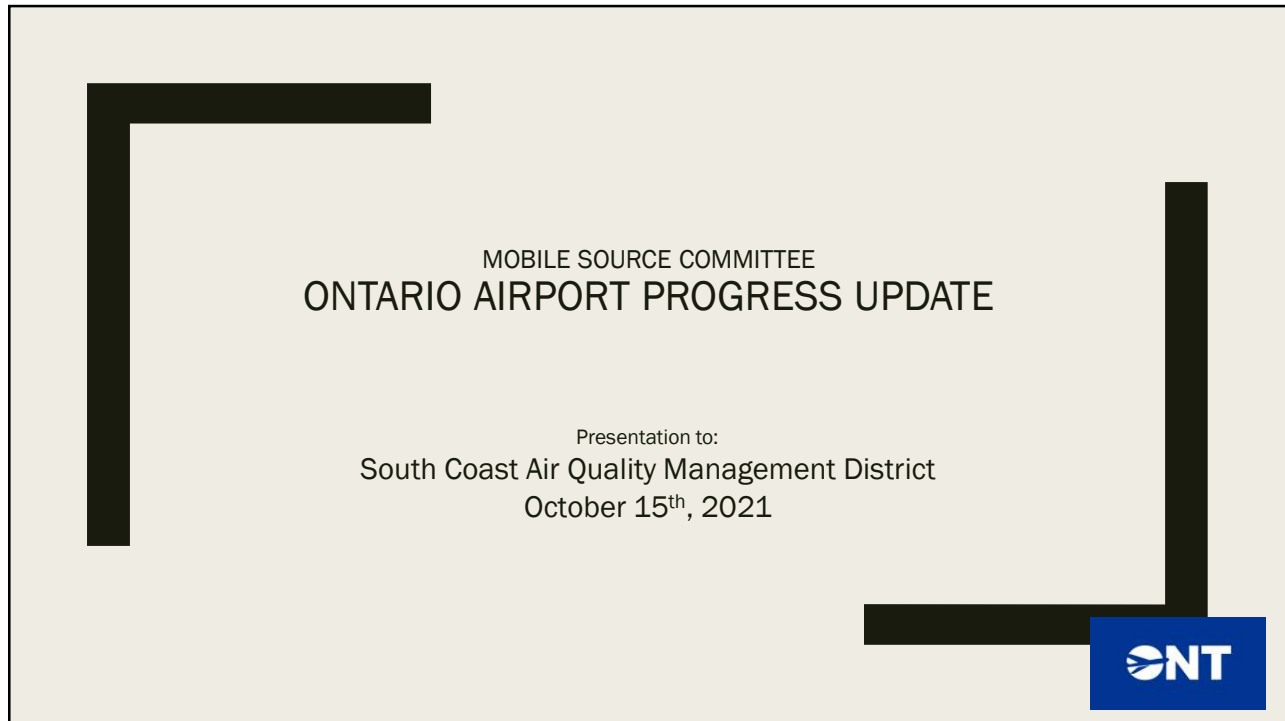 MOBILE SOURCE COMMITTEE
ONTARIO AIRPORT PROGRESS UPDATE
Presentation to:
South Coast Air Quality Management District
October 15th, 2021
ONT